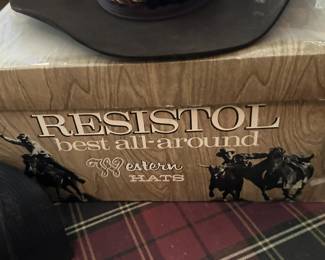 RESISTOL
best all-around
Western
HATS